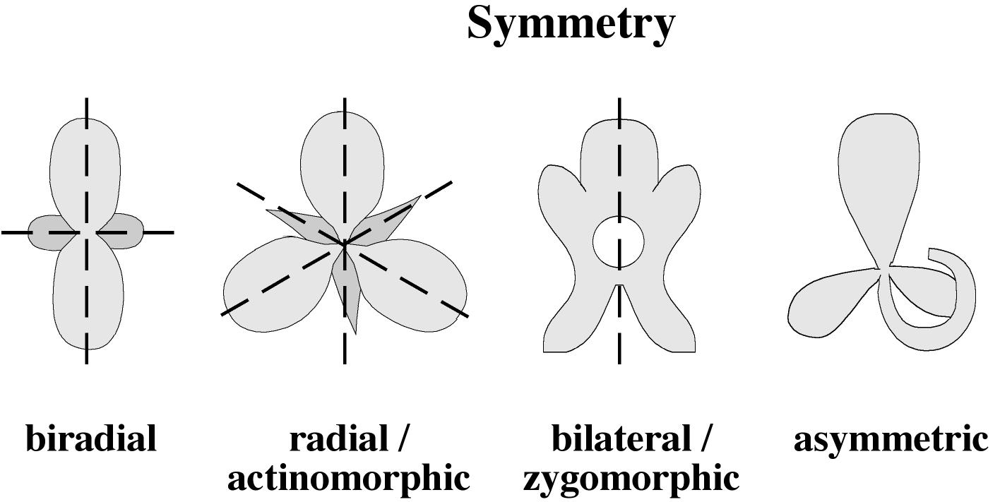 Symmetry
biradial
radial /
actinomorphic
bilateral /
zygomorphic
asymmetric